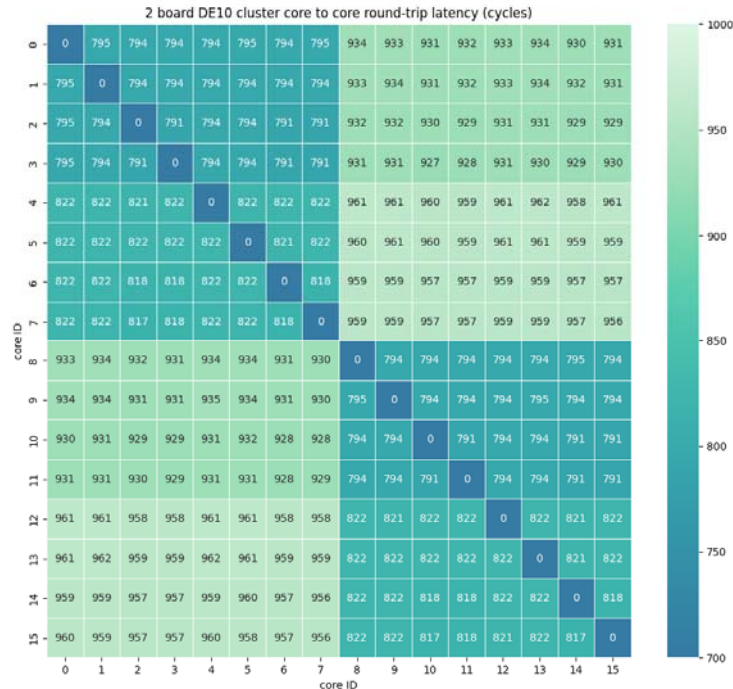 2 board DE10 cluster core to core round-trip latency (cycles)
0 0 795 794 794 794 795 794 795 934 933 931 932 933 934 930 931
1 795 0 794 794 794 794 794 794 933 934 931 932 933 934 932 931
2 795 794 0 791 794 794 791 791 932 932 930 929 931 931 929 929
3 795 794 791 0 794 794 791 791 931 931 927 928 931 930 929 930
4 822 822 821 822 0 822 822 822 961 961 960 959 961 962 958 961
5 822 822 822 822 822 0 821 822 960 961 960 959 961 961 959 959
6 822 822 818 818 822 822 0 818 959 959 957 957 959 959 957 957
7 822 822 817 818 822 822 818 0 959 959 957 957 959 959 957 956
8 933 934 932 931 934 934 931 930 0 794 794 794 794 794 795 794
9 934 934 931 931 935 934 931 930 795 0 794 794 794 795 794 794
10 930 931 929 929 931 932 928 928 794 794 0 791 794 794 791 791
11 931 931 930 929 931 931 928 929 794 794 791 0 794 794 791 791
12 961 961 958 958 961 961 958 958 822 821 822 822 0 822 821 822
13 961 962 959 959 962 961 959 959 822 822 822 822 822 0 821 822
14 959 959 957 957 959 960 957 956 822 822 818 818 822 822 0 818
15 960 959 957 957 960 958 957 956 822 822 817 818 821 822 817 0
0 1 2 3 4 5 6 7 8 9 10 11 12 13 14 15
core ID
core ID
1000
950
900
850
800
750
700